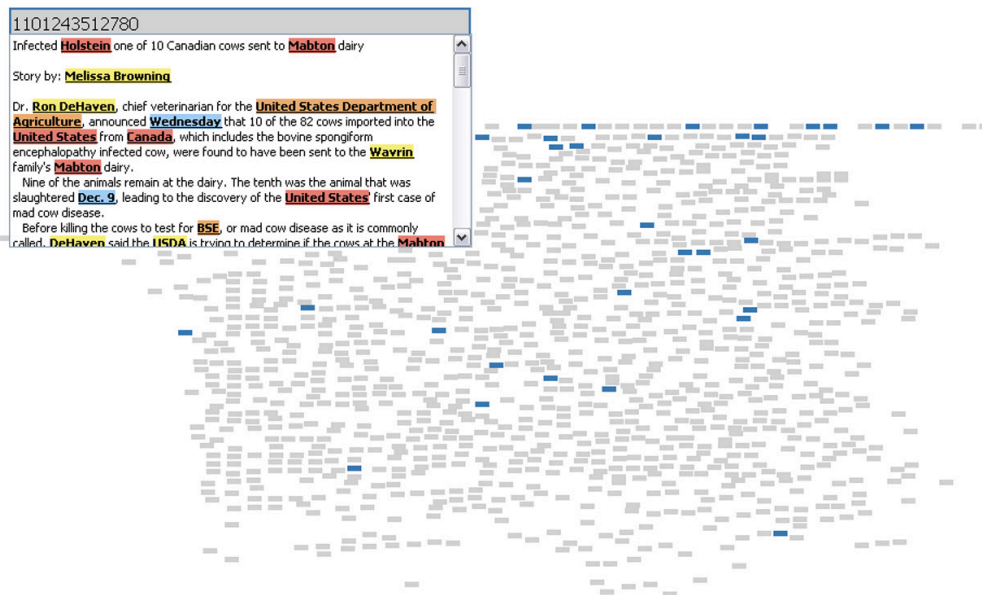 1101243512780
Infected Holstein one of 10 Canadian cows sent to Mabton dairy
Story by: Melissa Browning
Dr. Ron DeHaven, chief veterinarian for the United States Department of
Agriculture, announced Wednesday that 10 of the 82 cows imported into the
United States from Canada, which includes the bovine spongiform
encephalopathy infected cow, were found to have been sent to the Wavrin
family's Mabton dairy.
Nine of the animals remain at the dairy. The tenth was the animal that was
slaughtered Dec. 9, leading to the discovery of the United States' first case of
mad cow disease.
Before killing the cows to test for BSE, or mad cow disease as it is commonly
called, DeHaven said the USDA is trying to determine if the cows at the Mabton